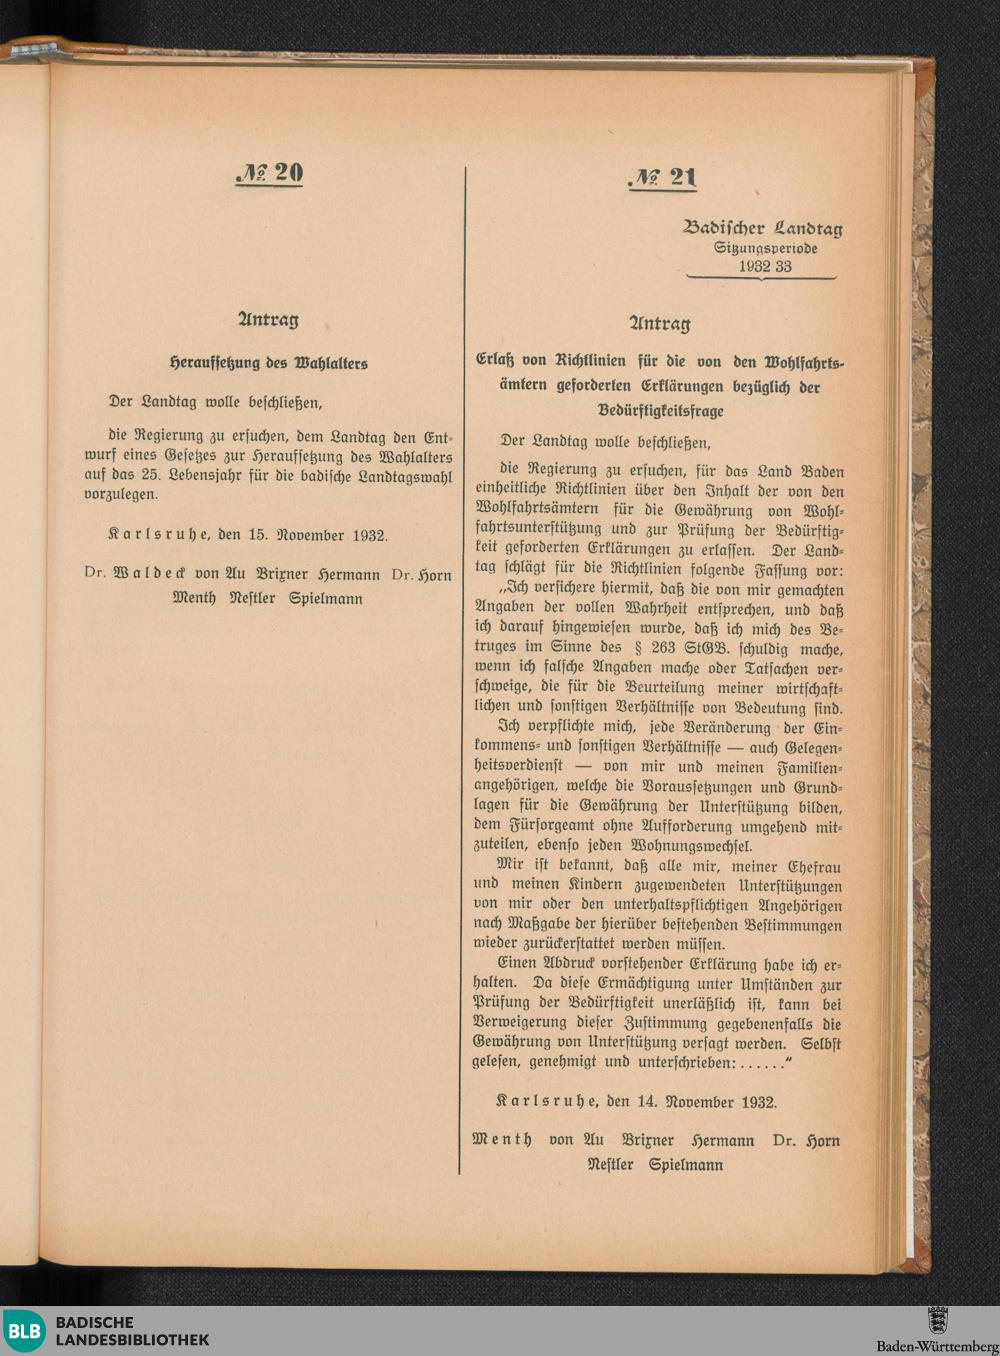 № 20
Antrag
Heraufsetzung des Wahlalters
Der Landtag wolle beschließen,
die Regierung zu ersuchen, dem Landtag den Ent-
wurf eines Gesetzes zur Heraufsetzung des Wahlalters
auf das 25. Lebensjahr für die badische Landtagswahl
vorzulegen.
Karlsruhe, den 15. November 1932.
Dr. Waldeck von Au Brixner Hermann Dr. Horn
Menth Nestler Spielmann
№ 21
Badischer Landtag
Sitzungsperiode
1932 33
Antrag
Erlaß von Richtlinien für die von den Wohlfahrts-
ämtern geforderten Erklärungen bezüglich der
Bedürftigkeitsfrage
Der Landtag wolle beschließen,
die Regierung zu ersuchen, für das Land Baden
einheitliche Richtlinien über den Inhalt der von den
Wohlfahrtsämtern für die Gewährung von Wohl-
fahrtsunterstützung und zur Prüfung der Bedürftig-
keit geforderten Erklärungen zu erlassen. Der Land-
tag schlägt für die Richtlinien folgende Fassung vor:
„Ich versichere hiermit, daß die von mir gemachten
Angaben der vollen Wahrheit entsprechen, und daß
ich darauf hingewiesen wurde, daß ich mich des Be-
truges im Sinne des § 263 StGB. schuldig mache,
wenn ich falsche Angaben mache oder Tatsachen ver-
schweige, die für die Beurteilung meiner wirtschaft-
lichen und sonstigen Verhältnisse von Bedeutung sind.
Ich verpflichte mich, jede Veränderung der Ein-
kommens- und sonstigen Verhältnisse — auch Gelegen-
heitsverdienst — von mir und meinen Familien-
angehörigen, welche die Voraussetzungen und Grund-
lagen für die Gewährung der Unterstützung bilden,
dem Fürsorgeamt ohne Aufforderung umgehend mit-
zuteilen, ebenso jeden Wohnungswechsel.
Mir ist bekannt, daß alle mir, meiner Ehefrau
und meinen Kindern zugewendeten Unterstützungen
von mir oder den unterhaltspflichtigen Angehörigen
nach Maßgabe der hierüber bestehenden Bestimmungen
wieder zurückerstattet werden müssen.
Einen Abdruck vorstehender Erklärung habe ich er-
halten. Da diese Ermächtigung unter Umständen zur
Prüfung der Bedürftigkeit unerläßlich ist, kann bei
Verweigerung dieser Zustimmung gegebenenfalls die
Gewährung von Unterstützung versagt werden. Selbst
gelesen, genehmigt und unterschrieben: . . . . . .“
Karlsruhe, den 14. November 1932.
Menth von Au Brixner Hermann Dr. Horn
Nestler Spielmann
BLB BADISCHE
LANDESBIBLIOTHEK
Baden-Württemberg